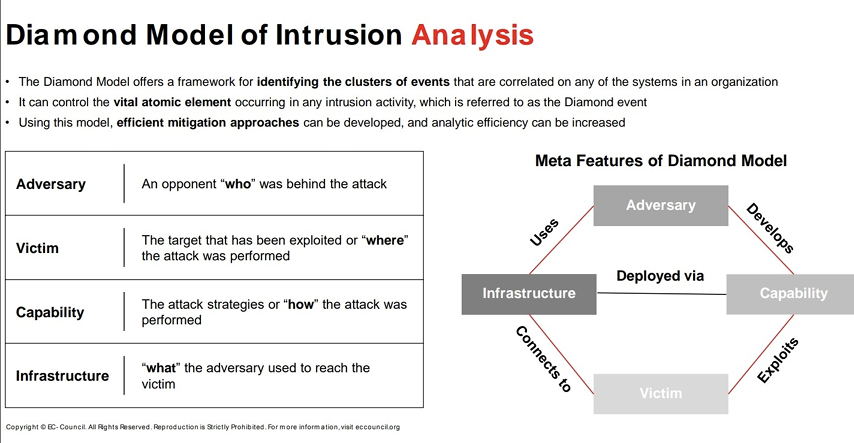 Diamond Model of Intrusion Analysis
• The Diamond Model offers a framework for identifying the clusters of events that are correlated on any of the systems in an organization
• It can control the vital atomic element occurring in any intrusion activity, which is referred to as the Diamond event
• Using this model, efficient mitigation approaches can be developed, and analytic efficiency can be increased
Adversary
An opponent “who” was behind the attack
Victim
The target that has been exploited or “where”
the attack was performed
Capability
The attack strategies or “how” the attack was
performed
Infrastructure
“what” the adversary used to reach the
victim
Meta Features of Diamond Model
Adversary
Uses
Develops
Infrastructure
Deployed via
Capability
Connects to
Exploits
Victim
Copyright © EC-Council. All Rights Reserved. Reproduction is Strictly Prohibited. For more information, visit eccouncil.org